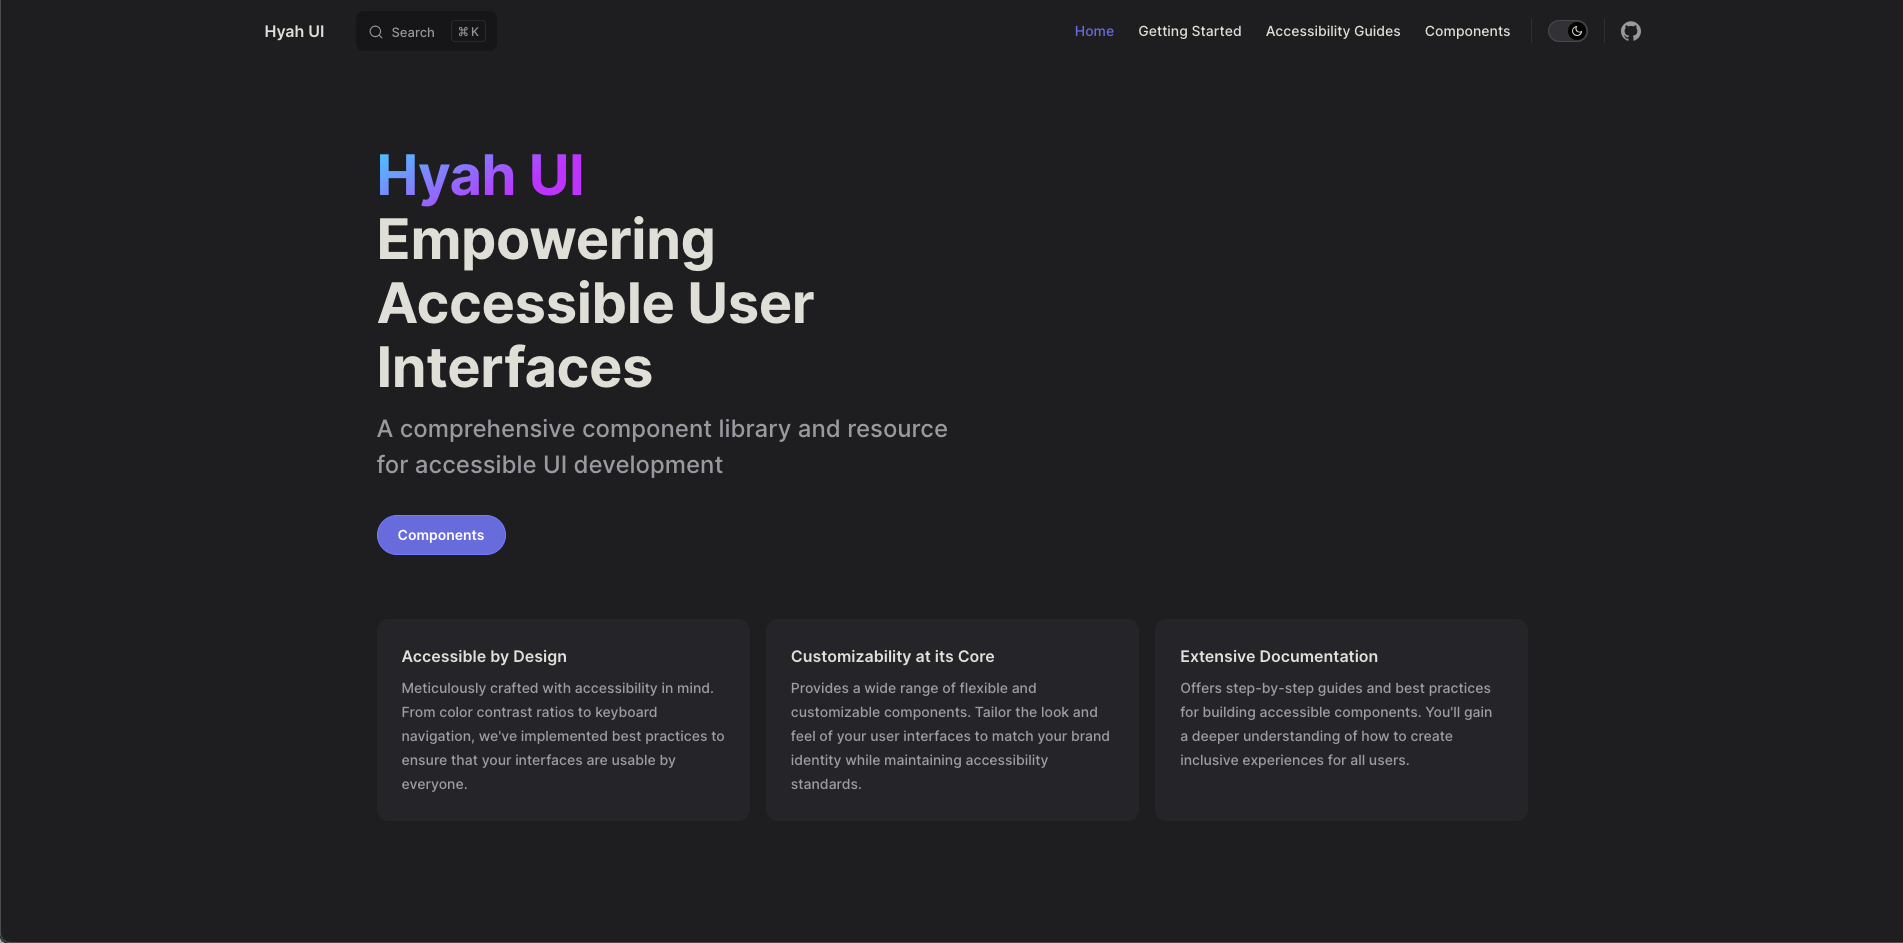 Hyah UI
Search ⌘ K
Home
Getting Started
Accessibility Guides
Components
Hyah UI
Empowering
Accessible User
Interfaces
A comprehensive component library and resource
for accessible UI development
Components
Accessible by Design
Meticulously crafted with accessibility in mind.
From color contrast ratios to keyboard
navigation, we've implemented best practices to
ensure that your interfaces are usable by
everyone.
Customizability at its Core
Provides a wide range of flexible and
customizable components. Tailor the look and
feel of your user interfaces to match your brand
identity while maintaining accessibility
standards.
Extensive Documentation
Offers step-by-step guides and best practices
for building accessible components. You'll gain
a deeper understanding of how to create
inclusive experiences for all users.